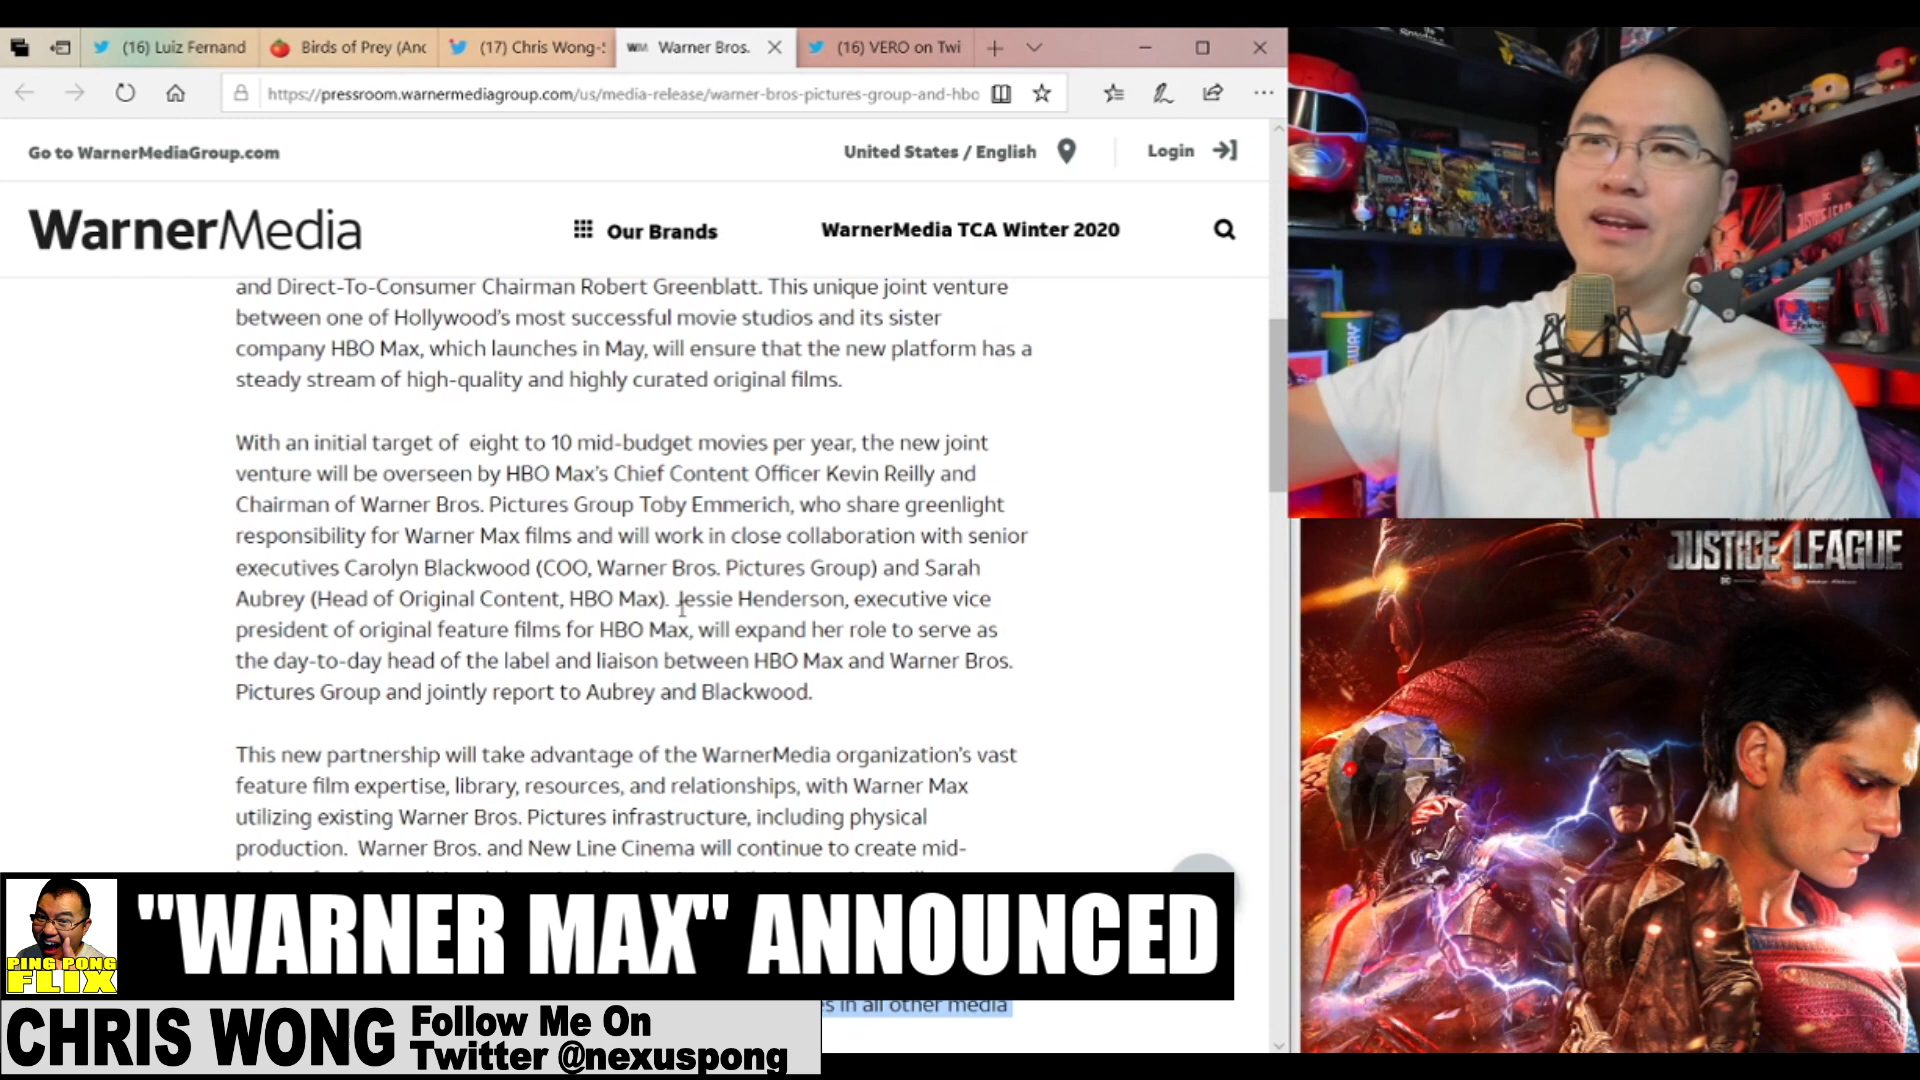 (16) Luiz Fernand
Birds of Prey (And
(17) Chris Wong-S
WM Warner Bros.
(16) VERO on Twi
https://pressroom.warnermediagroup.com/us/media-release/warner-bros-pictures-group-and-hbo
Go to WarnerMediaGroup.com
United States / English
Login
WarnerMedia
Our Brands
WarnerMedia TCA Winter 2020
and Direct-To-Consumer Chairman Robert Greenblatt. This unique joint venture
between one of Hollywood's most successful movie studios and its sister
company HBO Max, which launches in May, will ensure that the new platform has a
steady stream of high-quality and highly curated original films.
With an initial target of eight to 10 mid-budget movies per year, the new joint
venture will be overseen by HBO Max's Chief Content Officer Kevin Reilly and
Chairman of Warner Bros. Pictures Group Toby Emmerich, who share greenlight
responsibility for Warner Max films and will work in close collaboration with senior
executives Carolyn Blackwood (COO, Warner Bros. Pictures Group) and Sarah
Aubrey (Head of Original Content, HBO Max). Jessie Henderson, executive vice
president of original feature films for HBO Max, will expand her role to serve as
the day-to-day head of the label and liaison between HBO Max and Warner Bros.
Pictures Group and jointly report to Aubrey and Blackwood.
This new partnership will take advantage of the WarnerMedia organization's vast
feature film expertise, library, resources, and relationships, with Warner Max
utilizing existing Warner Bros. Pictures infrastructure, including physical
production. Warner Bros. and New Line Cinema will continue to create mid-
es in all other media
JUSTICE LEAGUE
PING PONG
FLIX
"WARNER MAX" ANNOUNCED
CHRIS WONG
Follow Me On
Twitter @nexuspong